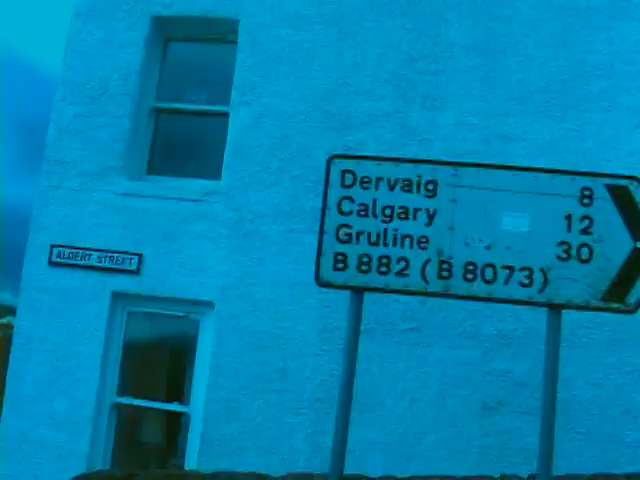 ALBERT STREET
Dervaig 8
Calgary 12
Gruline 30
B 882 (B 8073)